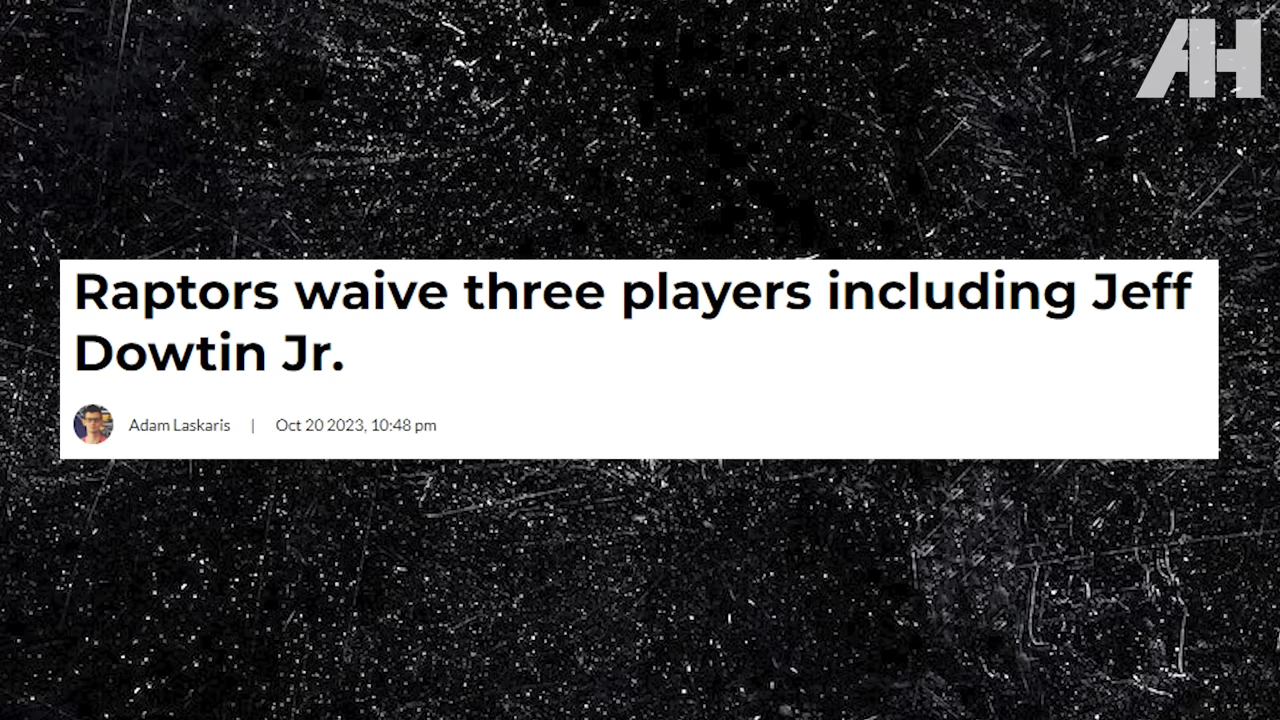 AH
Raptors waive three players including Jeff
Dowtin Jr.
Adam Laskaris | Oct 20 2023, 10:48 pm